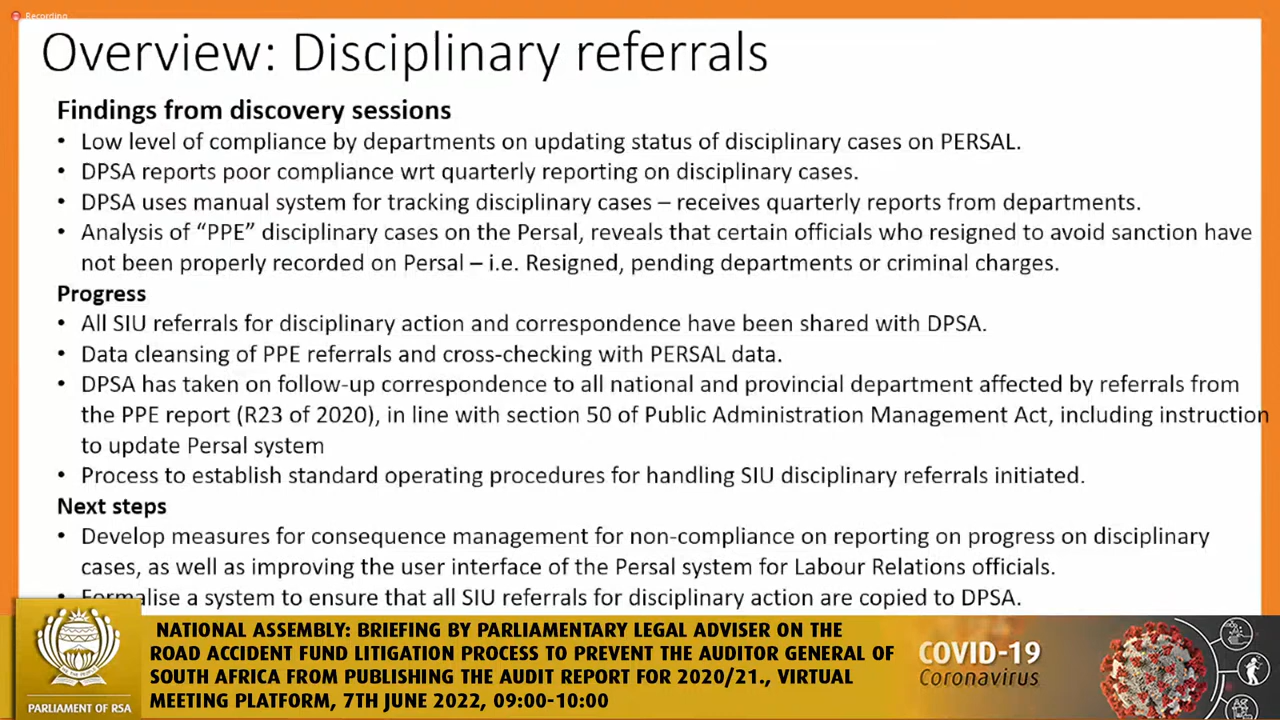 Recording
Overview: Disciplinary referrals
Findings from discovery sessions
• Low level of compliance by departments on updating status of disciplinary cases on PERSAL.
• DPSA reports poor compliance wrt quarterly reporting on disciplinary cases.
• DPSA uses manual system for tracking disciplinary cases – receives quarterly reports from departments.
• Analysis of “PPE” disciplinary cases on the Persal, reveals that certain officials who resigned to avoid sanction have
not been properly recorded on Persal – i.e. Resigned, pending departments or criminal charges.
Progress
• All SIU referrals for disciplinary action and correspondence have been shared with DPSA.
• Data cleansing of PPE referrals and cross-checking with PERSAL data.
• DPSA has taken on follow-up correspondence to all national and provincial department affected by referrals from
the PPE report (R23 of 2020), in line with section 50 of Public Administration Management Act, including instruction
to update Persal system
• Process to establish standard operating procedures for handling SIU disciplinary referrals initiated.
Next steps
• Develop measures for consequence management for non-compliance on reporting on progress on disciplinary
cases, as well as improving the user interface of the Persal system for Labour Relations officials.
• Formalise a system to ensure that all SIU referrals for disciplinary action are copied to DPSA.
NATIONAL ASSEMBLY: BRIEFING BY PARLIAMENTARY LEGAL ADVISER ON THE
ROAD ACCIDENT FUND LITIGATION PROCESS TO PREVENT THE AUDITOR GENERAL OF
SOUTH AFRICA FROM PUBLISHING THE AUDIT REPORT FOR 2020/21., VIRTUAL
MEETING PLATFORM, 7TH JUNE 2022, 09:00-10:00
PARLIAMENT OF RSA
COVID-19
Coronavirus